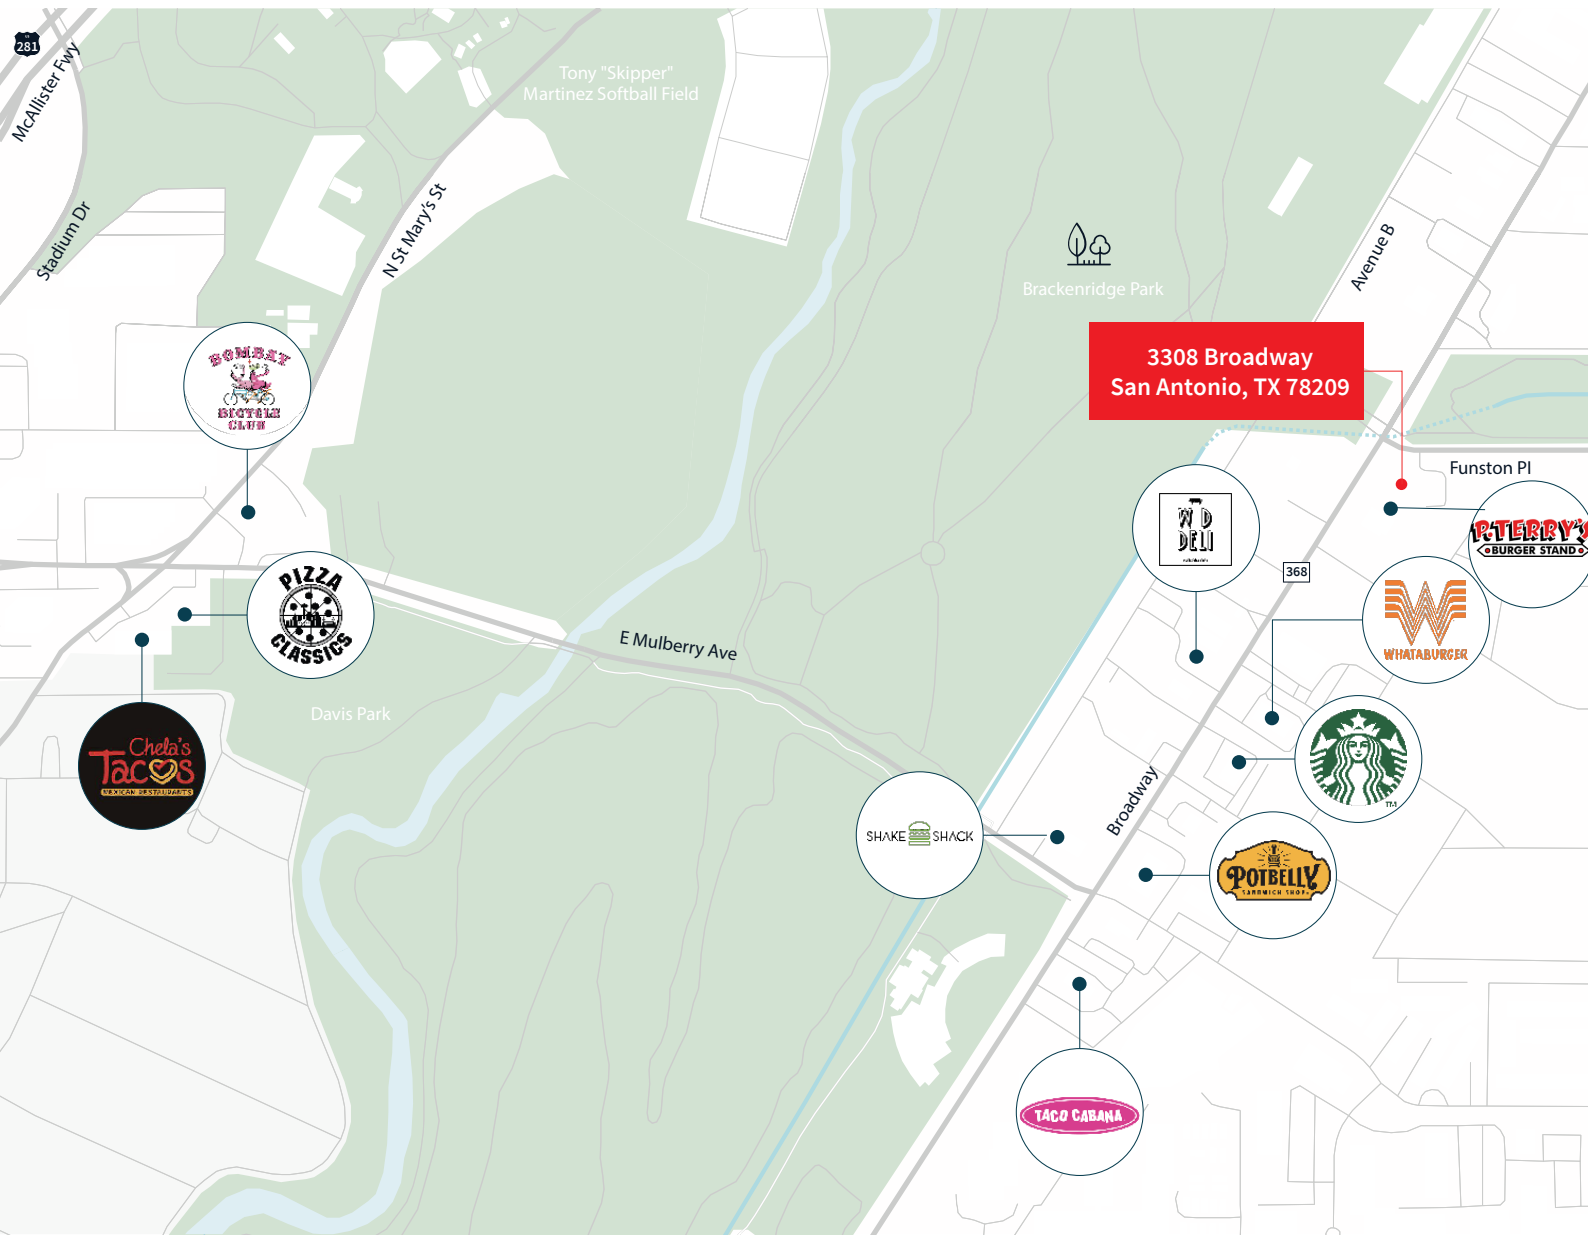 281
McAllister Fwy
Tony "Skipper"
Martinez Softball Field
Stadium Dr
N St Mary's St
Avenue B
Brackenridge Park
3308 Broadway
San Antonio, TX 78209
BOMBAY
BICYCLE
CLUB
Funston Pl
W D
DELI
P. TERRY'S
BURGER STAND
368
PIZZA
CLASSICS
WHATABURGER
E Mulberry Ave
Davis Park
Chela's
Tacos
MEXICAN RESTAURANTS
TM
Broadway
SHAKE SHACK
POTBELLY
SANDWICH SHOP
TACO CABANA